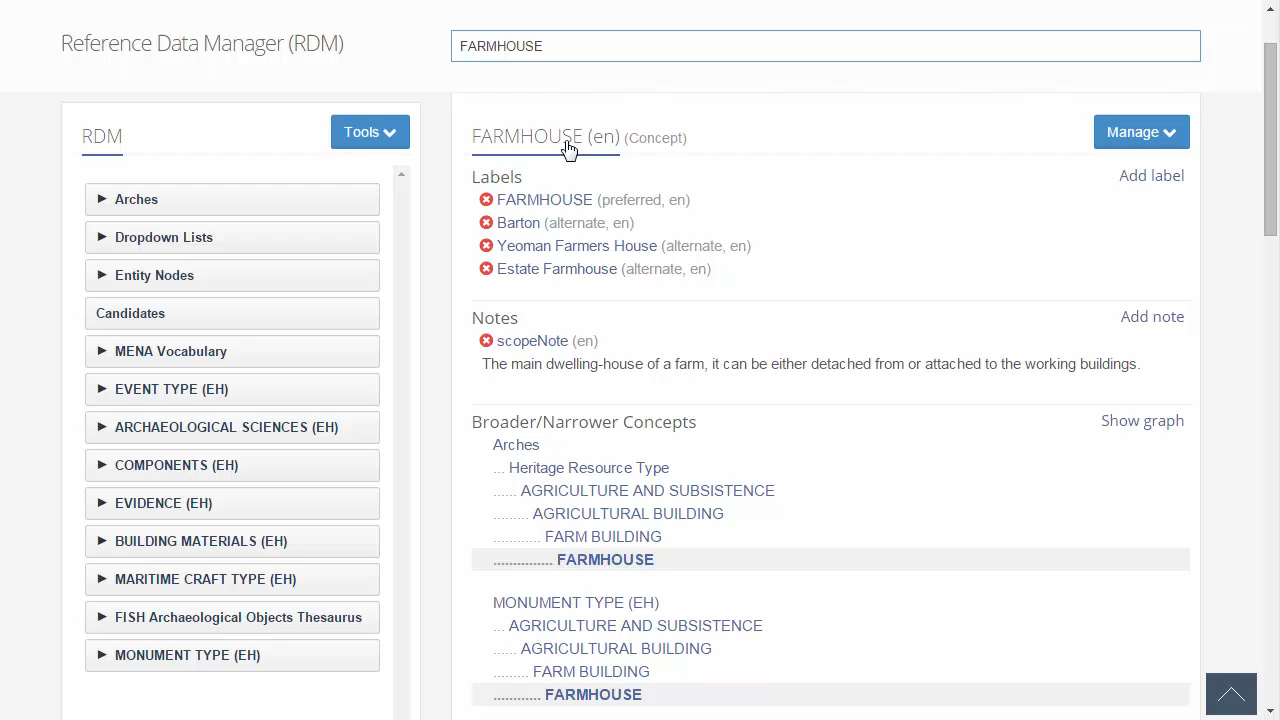 Reference Data Manager (RDM)
FARMHOUSE
RDM
Tools
Arches
Dropdown Lists
Entity Nodes
Candidates
MENA Vocabulary
EVENT TYPE (EH)
ARCHAEOLOGICAL SCIENCES (EH)
COMPONENTS (EH)
EVIDENCE (EH)
BUILDING MATERIALS (EH)
MARITIME CRAFT TYPE (EH)
FISH Archaeological Objects Thesaurus
MONUMENT TYPE (EH)
FARMHOUSE (en) (Concept)
Manage
Labels
Add label
FARMHOUSE (preferred, en)
Barton (alternate, en)
Yeoman Farmers House (alternate, en)
Estate Farmhouse (alternate, en)
Notes
Add note
scopeNote (en)
The main dwelling-house of a farm, it can be either detached from or attached to the working buildings.
Broader/Narrower Concepts
Show graph
Arches
... Heritage Resource Type
...... AGRICULTURE AND SUBSISTENCE
......... AGRICULTURAL BUILDING
............ FARM BUILDING
............... FARMHOUSE
MONUMENT TYPE (EH)
... AGRICULTURE AND SUBSISTENCE
...... AGRICULTURAL BUILDING
......... FARM BUILDING
............ FARMHOUSE